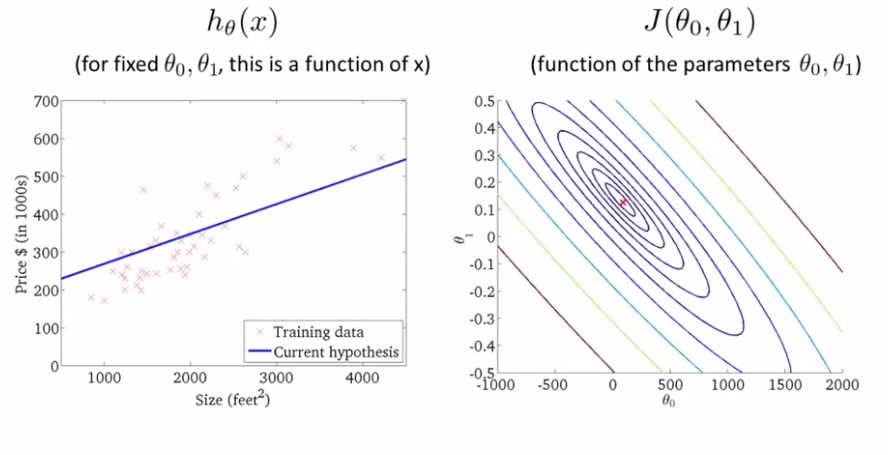 hθ(x)
(for fixed θ0, θ1, this is a function of x)
700
600
500
400
300
200
100
0
Price $ (in 1000s)
1000 2000 3000 4000
Size (feet²)
Training data
Current hypothesis
J(θ0, θ1)
(function of the parameters θ0, θ1)
0.5
0.4
0.3
0.2
0.1
0
-0.1
-0.2
-0.3
-0.4
-0.5
θ1
-1000 -500 0 500 1000 1500 2000
θ0